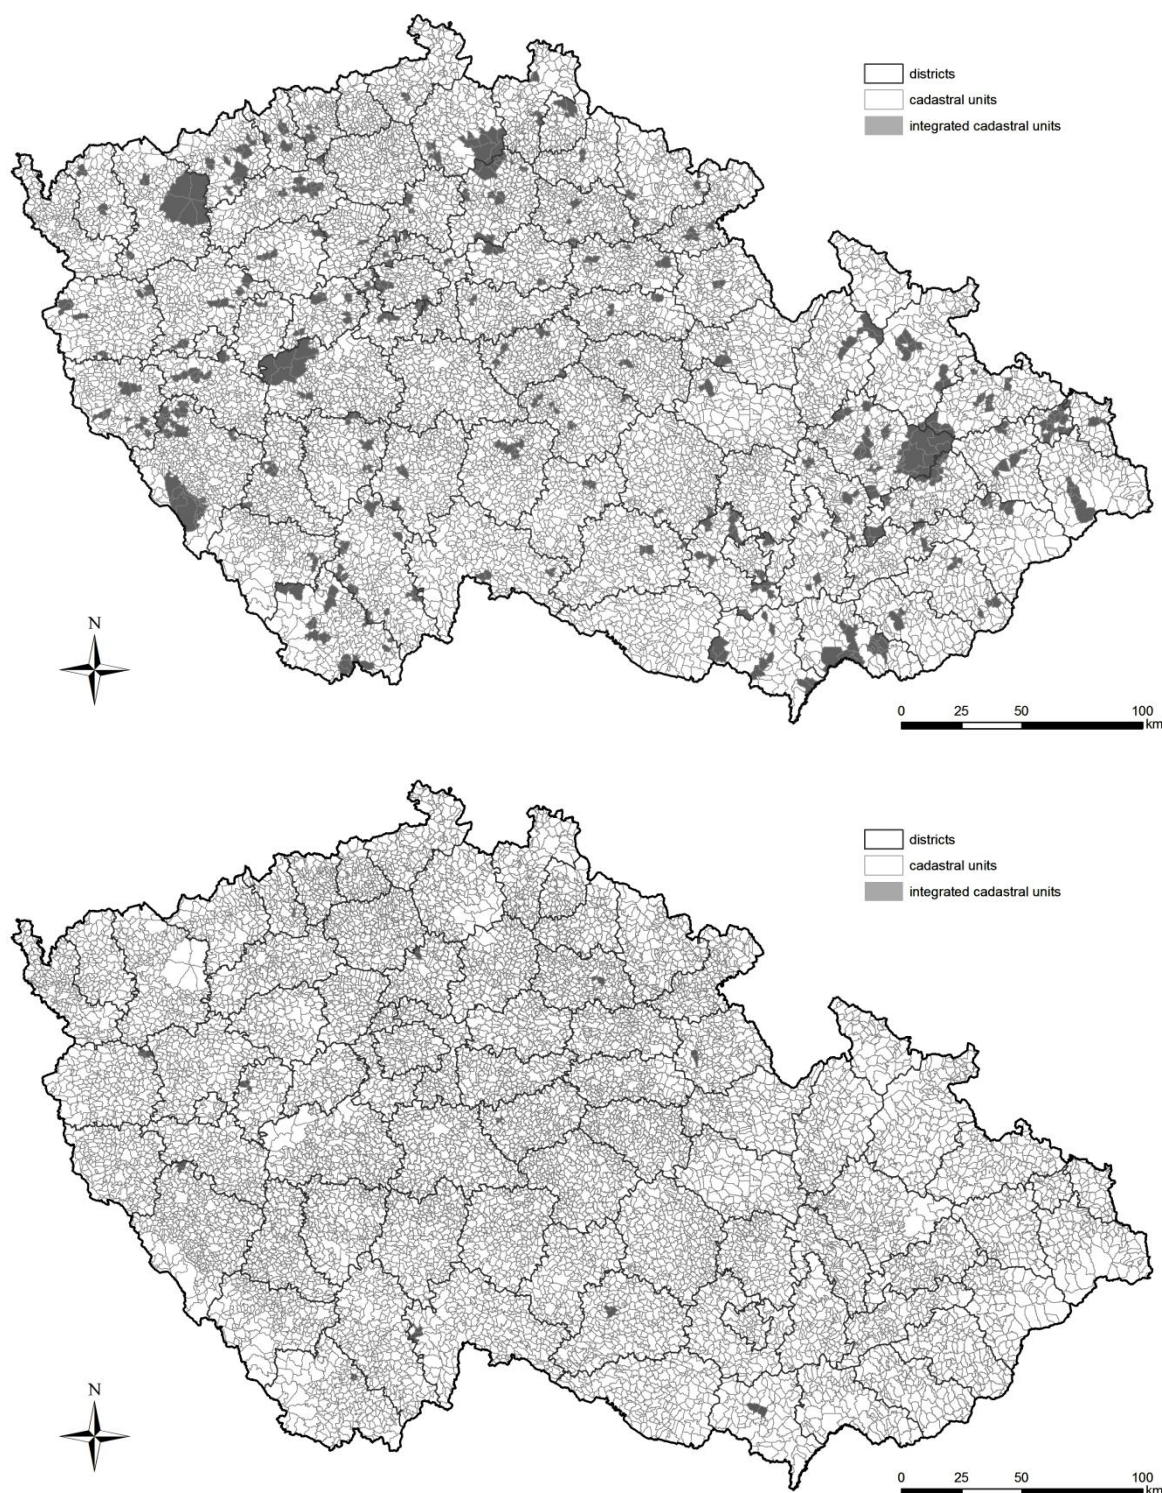 districts
cadastral units
integrated cadastral units
N
0 25 50 100
km
districts
cadastral units
integrated cadastral units
N
0 25 50 100
km